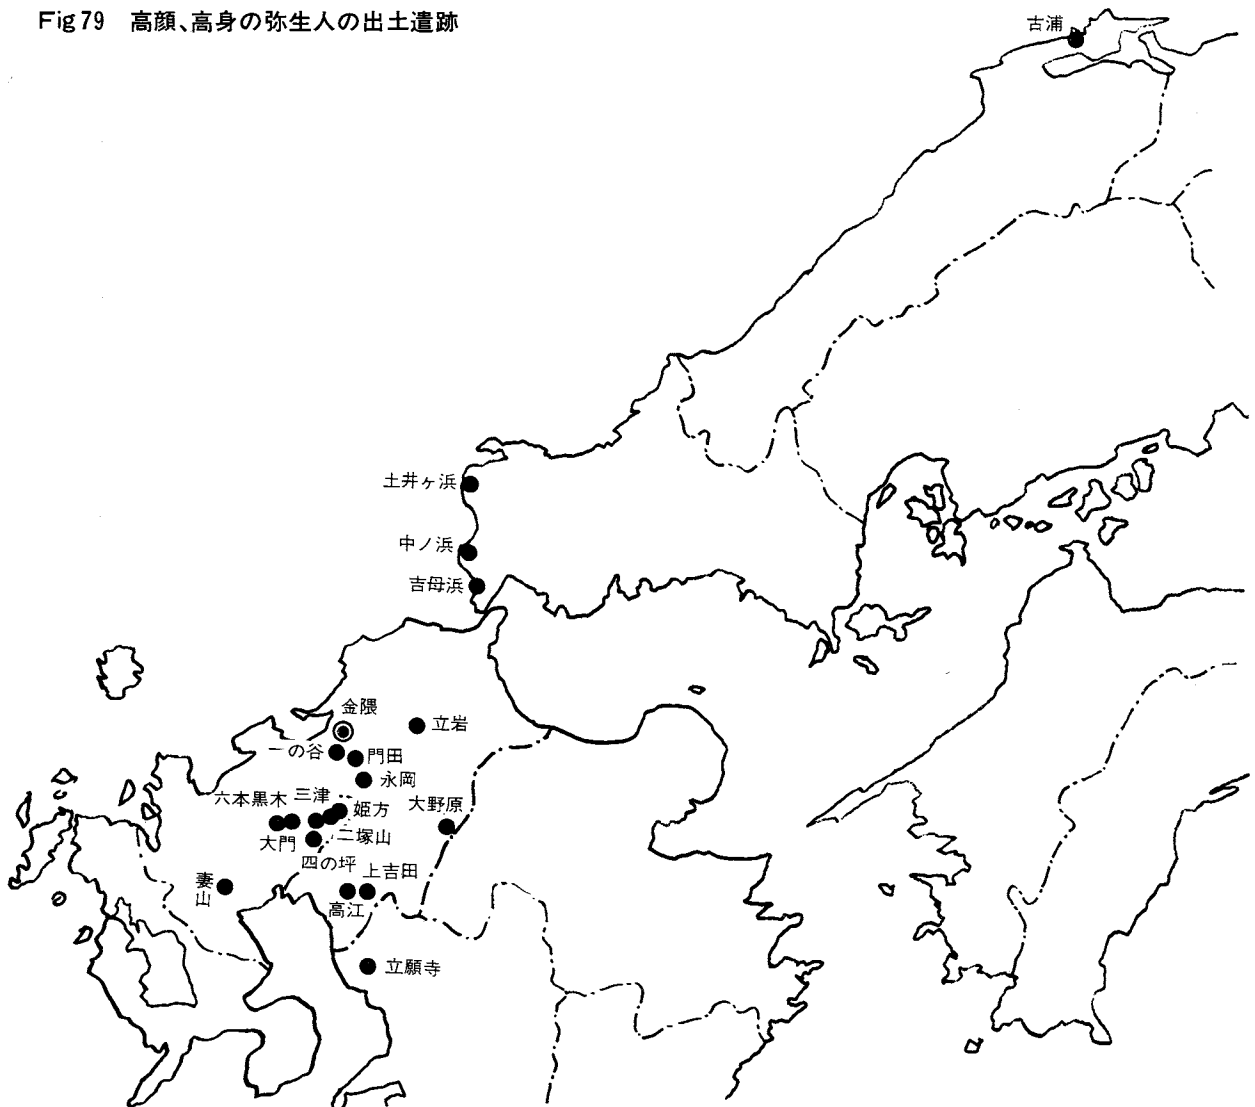 Fig79 高顔、高身の弥生人の出土遺跡
古浦
土井ヶ浜
中ノ浜
吉母浜
金隈
立岩
一の谷
門田
永岡
六本黒木
三津
姫方
大野原
大門
二塚山
四の坪
上吉田
妻山
高江
立願寺